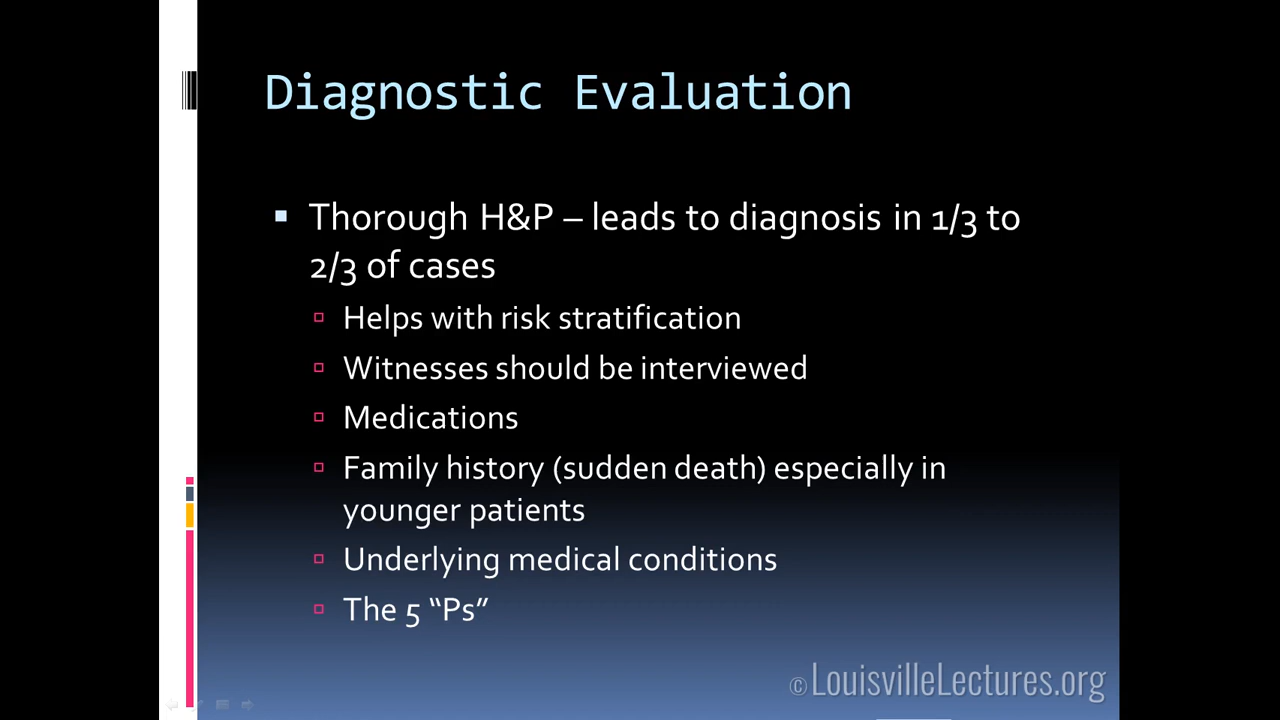 Diagnostic Evaluation
Thorough H&P – leads to diagnosis in 1/3 to
2/3 of cases
Helps with risk stratification
Witnesses should be interviewed
Medications
Family history (sudden death) especially in
younger patients
Underlying medical conditions
The 5 “Ps”
© LouisvilleLectures.org